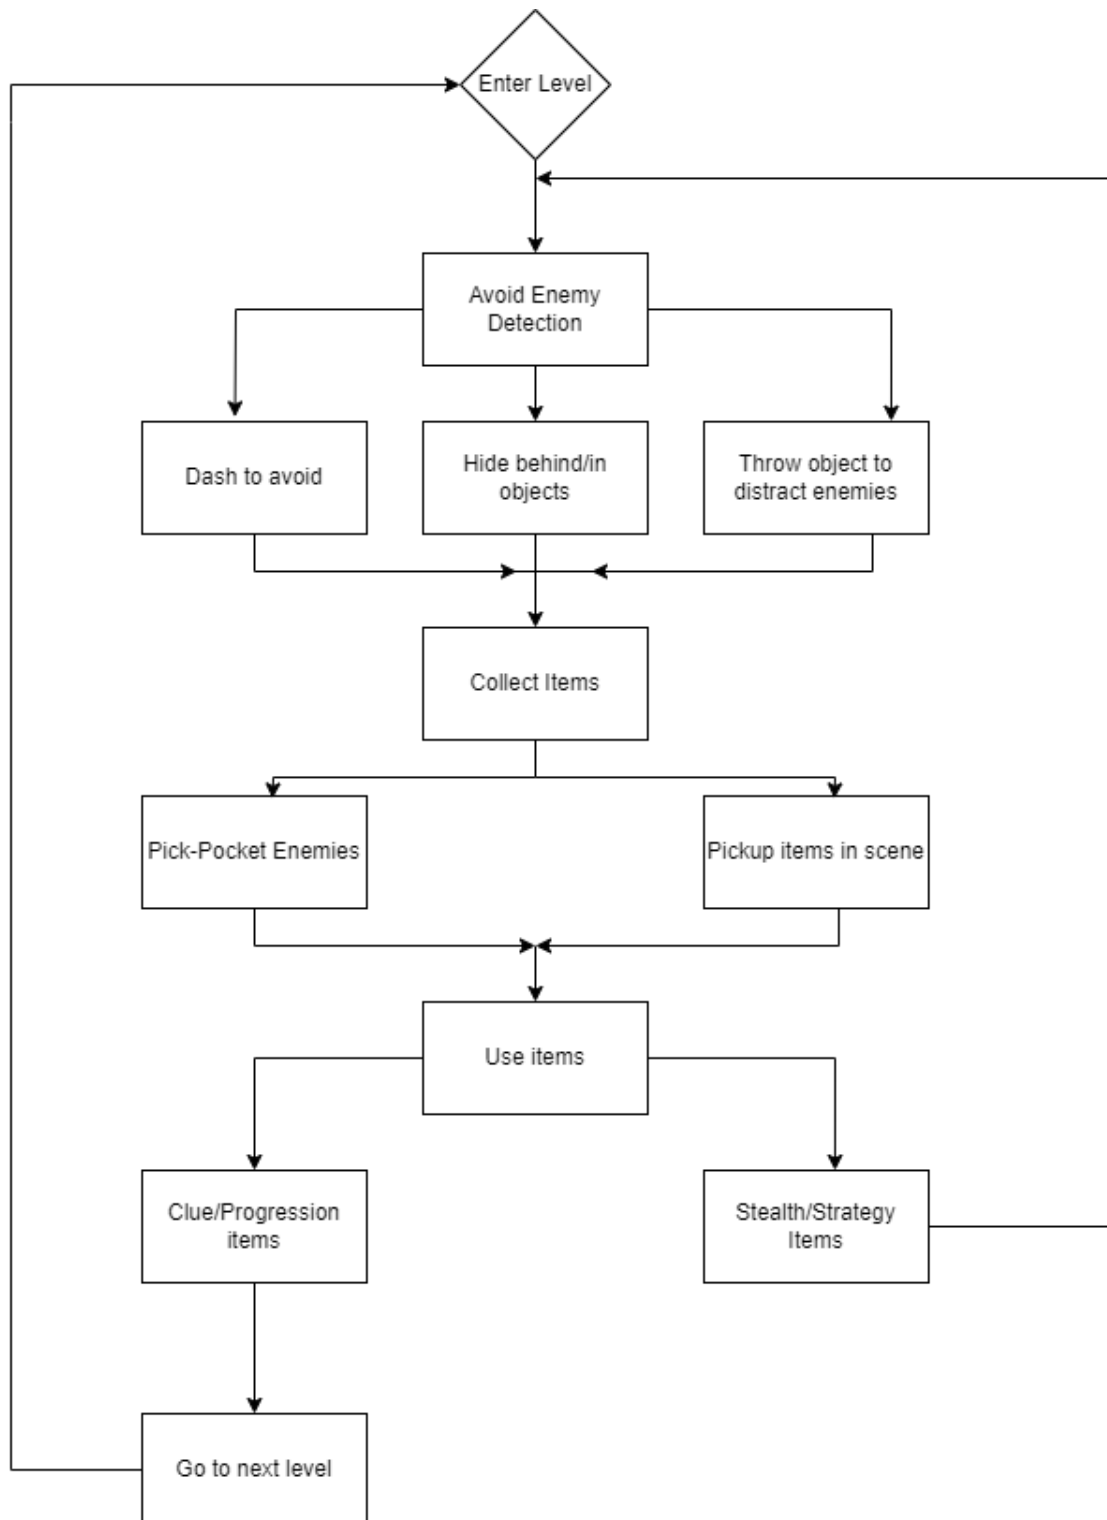 Enter Level
Avoid Enemy
Detection
Dash to avoid
Hide behind/in
objects
Throw object to
distract enemies
Collect Items
Pick-Pocket Enemies
Pickup items in scene
Use items
Clue/Progression
items
Stealth/Strategy
Items
Go to next level